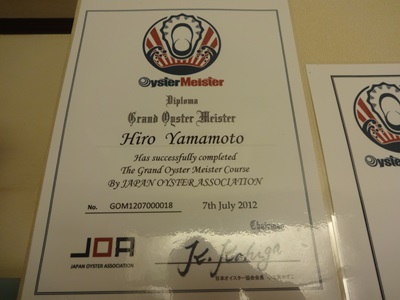 Oyster Meister
Diploma
Grand Oyster Meister
Hiro Yamamoto
Has successfully completed
The Grand Oyster Meister Course
By JAPAN OYSTER ASSOCIATION
No. GOM1207000018 7th July 2012
JOA
JAPAN OYSTER ASSOCIATION
Oyster